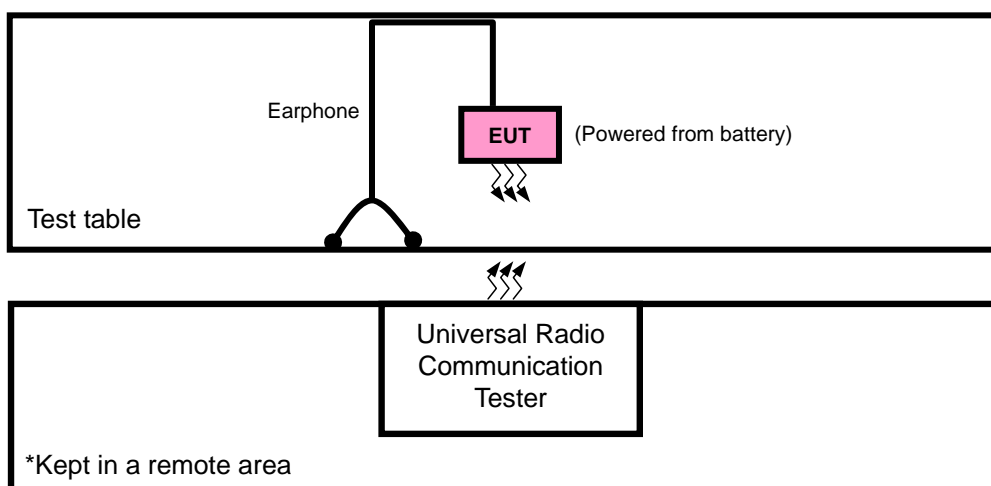 Earphone
EUT
(Powered from battery)
Test table
Universal Radio
Communication
Tester
*Kept in a remote area